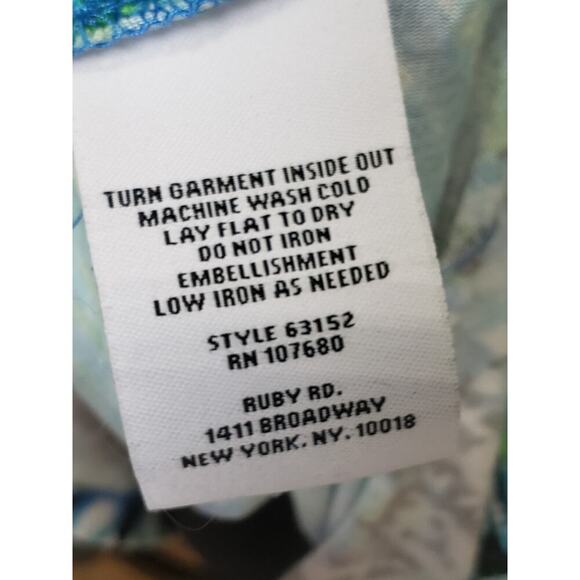 TURN GARMENT INSIDE OUT
MACHINE WASH COLD
LAY FLAT TO DRY
DO NOT IRON
EMBELLISHMENT
LOW IRON AS NEEDED
STYLE 63152
RN 107680
RUBY RD.
1411 BROADWAY
NEW YORK. NY. 10018